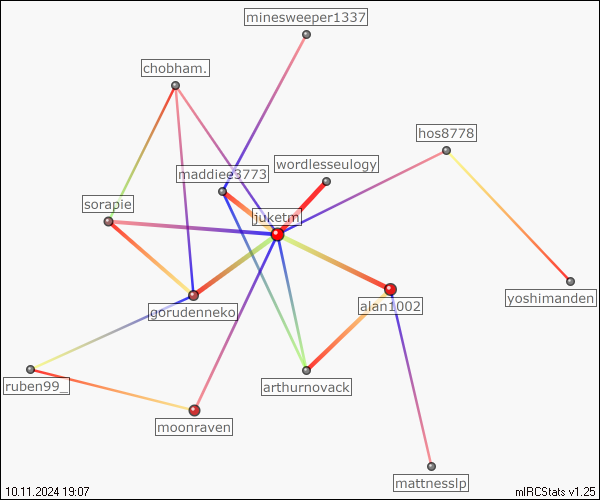 minesweeper1337
chobham.
hos8778
wordlesseulogy
maddiee3773
sorapie
juketm
yoshimanden
alan1002
gorudenneko
ruben99_
arthurnovack
moonraven
mattnesslp
10.11.2024 19:07
mIRCStats v1.25